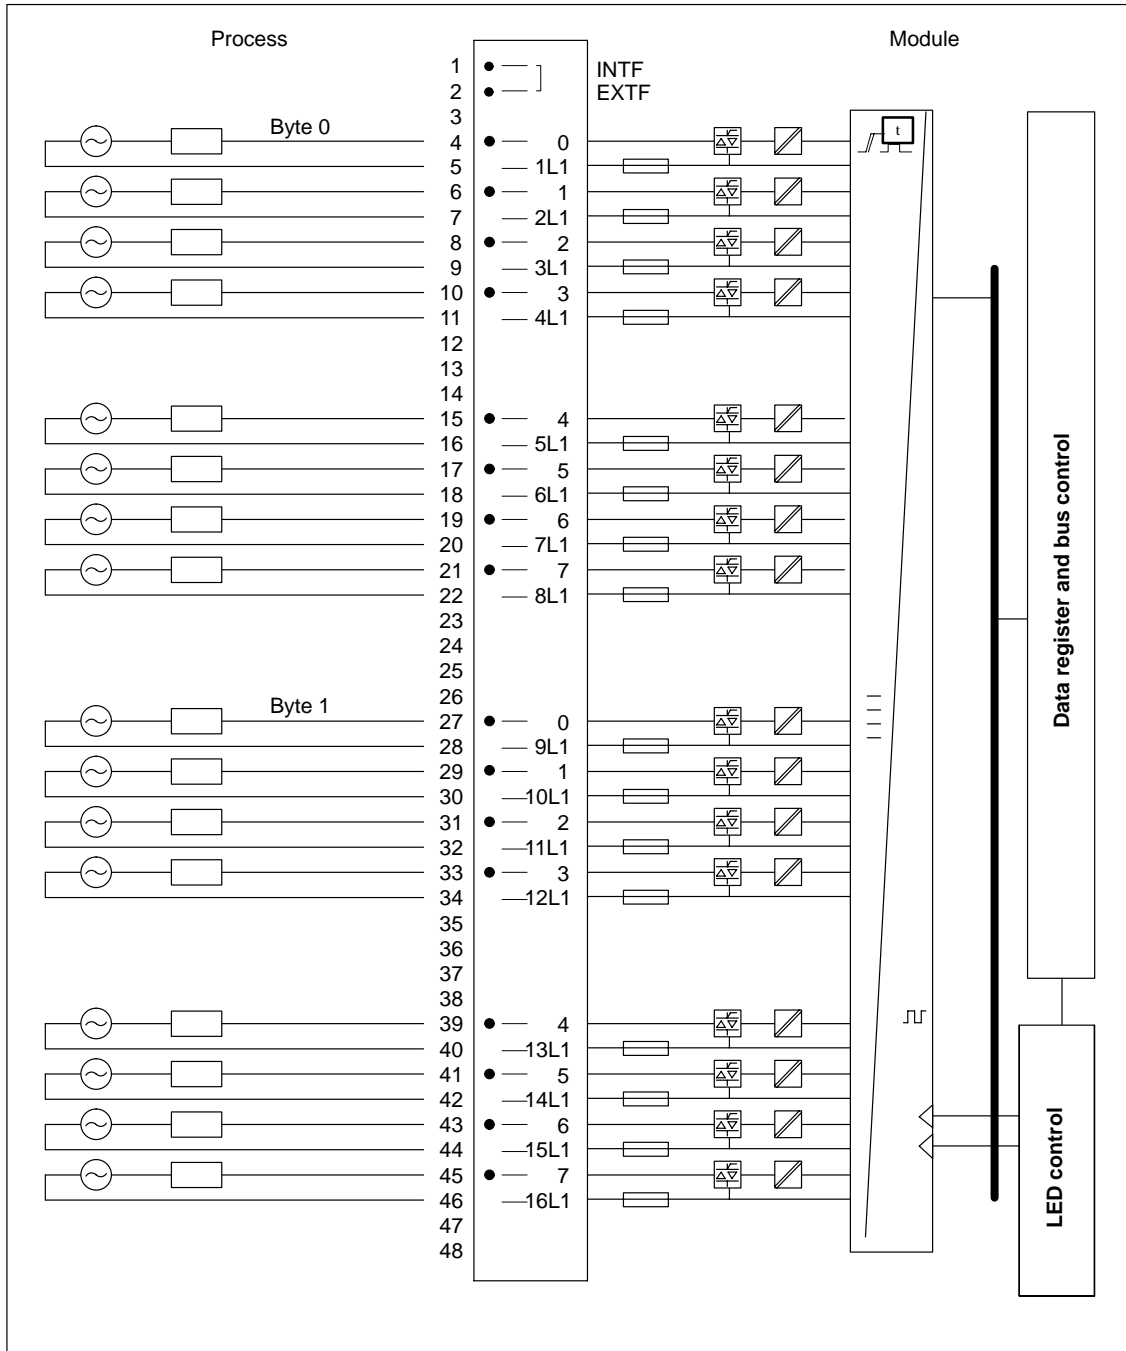 Process Module
1 INTF
2 EXTF
3
Byte 0
4 0
t
5 1L1
6 1
7 2L1
8 2
9 3L1
10 3
11 4L1
12
13
14
15 4
16 5L1
17 5
18 6L1
19 6
20 7L1
21 7
22 8L1
23
24
25
26
Byte 1
27 0
28 9L1
29 1
30 10L1
31 2
32 11L1
33 3
34 12L1
35
36
37
38
39 4
40 13L1
41 5
42 14L1
43 6
44 15L1
45 7
46 16L1
47
48
Data register and bus control
LED control